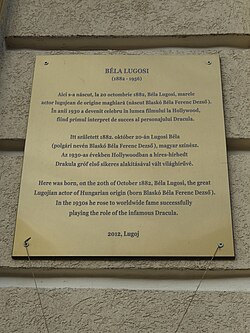 BÉLA LUGOSI
(1882 - 1956)
Aici s-a născut, la 20 octombrie 1882, Béla Lugosi, marele
actor lugojean de origine maghiară (născut Blaskó Béla Ferenc Dezső ).
În anii 1930 a devenit celebru în lumea filmului la Hollywood,
fiind primul interpret de succes al personajului Dracula.
Itt született 1882. október 20-án Lugosi Béla
(polgári nevén Blaskó Béla Ferenc Dezső ), magyar színész.
Az 1930-as években Hollywoodban a híres-hírhedt
Drakula gróf első sikeres alakításával vált világhírűvé.
Here was born, on the 20th of October 1882, Béla Lugosi, the great
Lugojian actor of Hungarian origin (born Blaskó Béla Ferenc Dezső ).
In the 1930s he rose to worldwide fame successfully
playing the role of the infamous Dracula.
2012, Lugoj